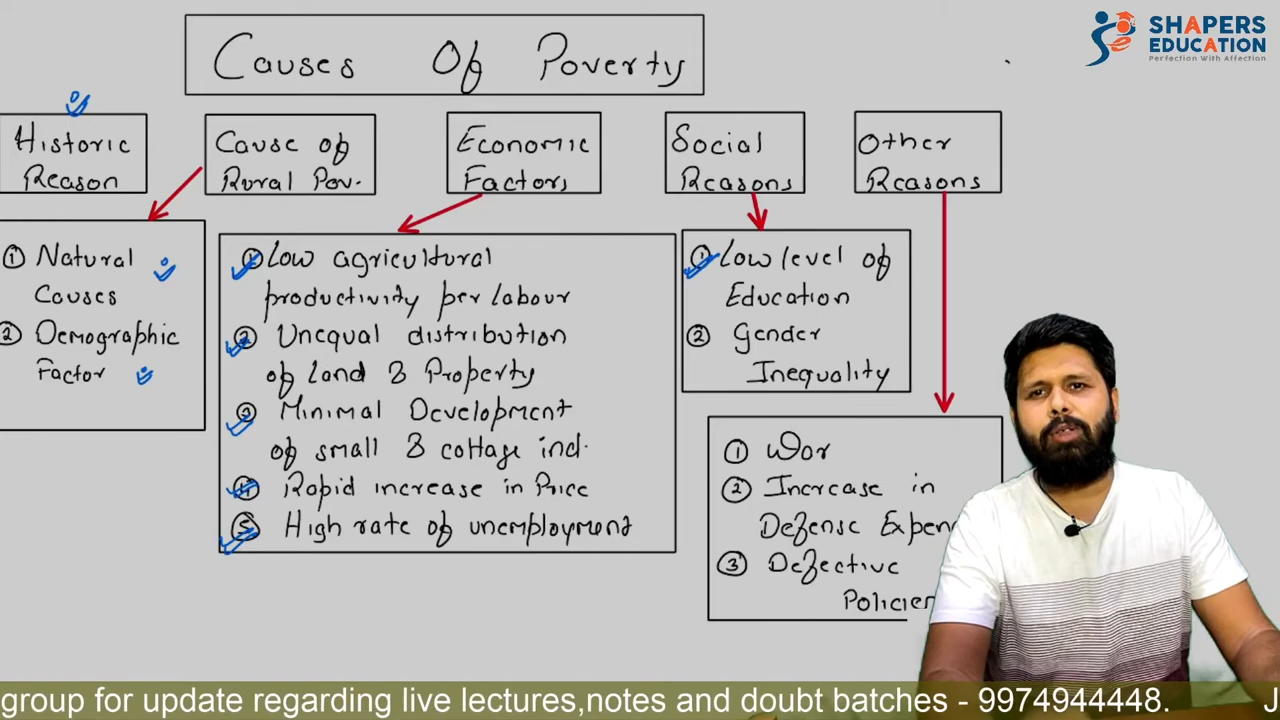 SHAPERS
EDUCATION
Perfection With Affection
Causes Of Poverty
Historic
Reason
Cause of
Rural Pov.
Economic
Factors
Social
Reasons
Other
Reasons
① Natural
Causes
② Demographic
Factor
① Low agricultural
productivity per labour
② Unequal distribution
of land & Property
③ Minimal Development
of small & cottage ind.
④ Rapid increase in Price
⑤ High rate of unemployment
① Low level of
Education
② Gender
Inequality
① War
② Increase in
Defense Expen
③ Defective
Policies
group for update regarding live lectures,notes and doubt batches - 9974944448. J